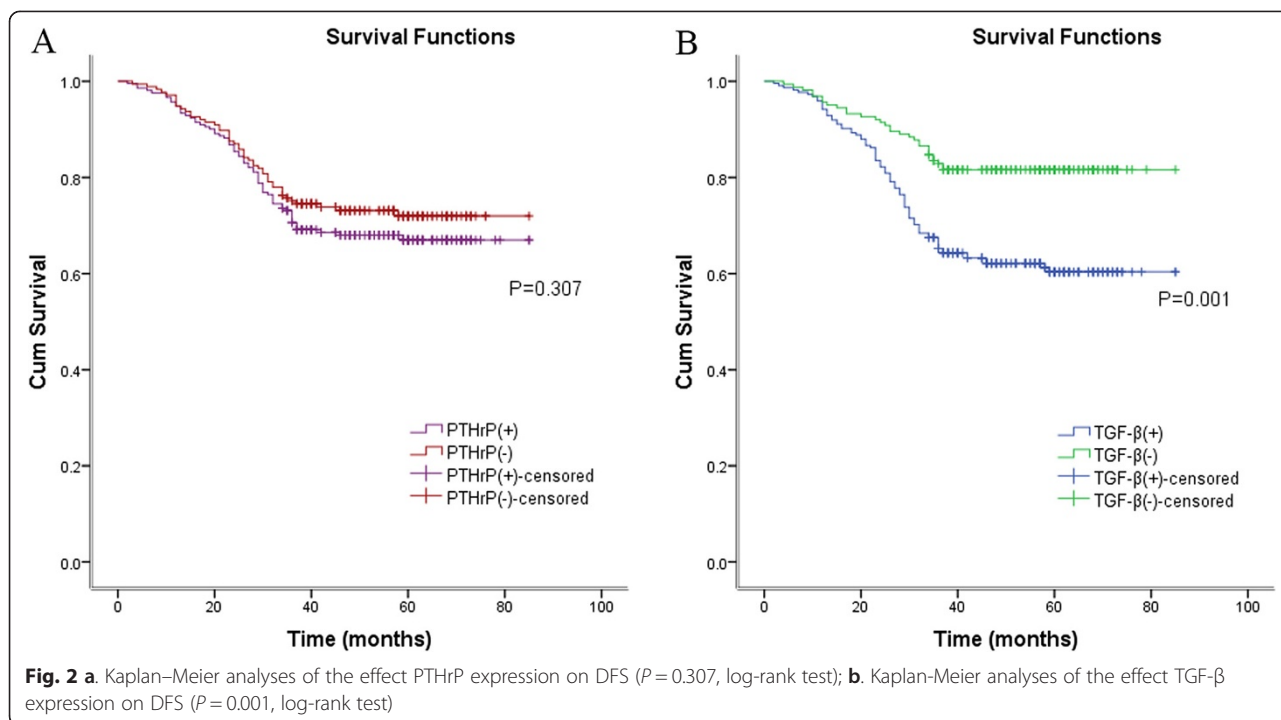 A
Survival Functions
Cum Survival
1.0
0.8
0.6
0.4
0.2
0.0
P=0.307
PTHrP(+)
PTHrP(-)
PTHrP(+)-censored
PTHrP(-)-censored
0 20 40 60 80 100
Time (months)
B
Survival Functions
Cum Survival
1.0
0.8
0.6
0.4
0.2
0.0
P=0.001
TGF-β(+)
TGF-β(-)
TGF-β(+)-censored
TGF-β(-)-censored
0 20 40 60 80 100
Time (months)
Fig. 2 a. Kaplan–Meier analyses of the effect PTHrP expression on DFS (P = 0.307, log-rank test); b. Kaplan-Meier analyses of the effect TGF-β
expression on DFS (P = 0.001, log-rank test)